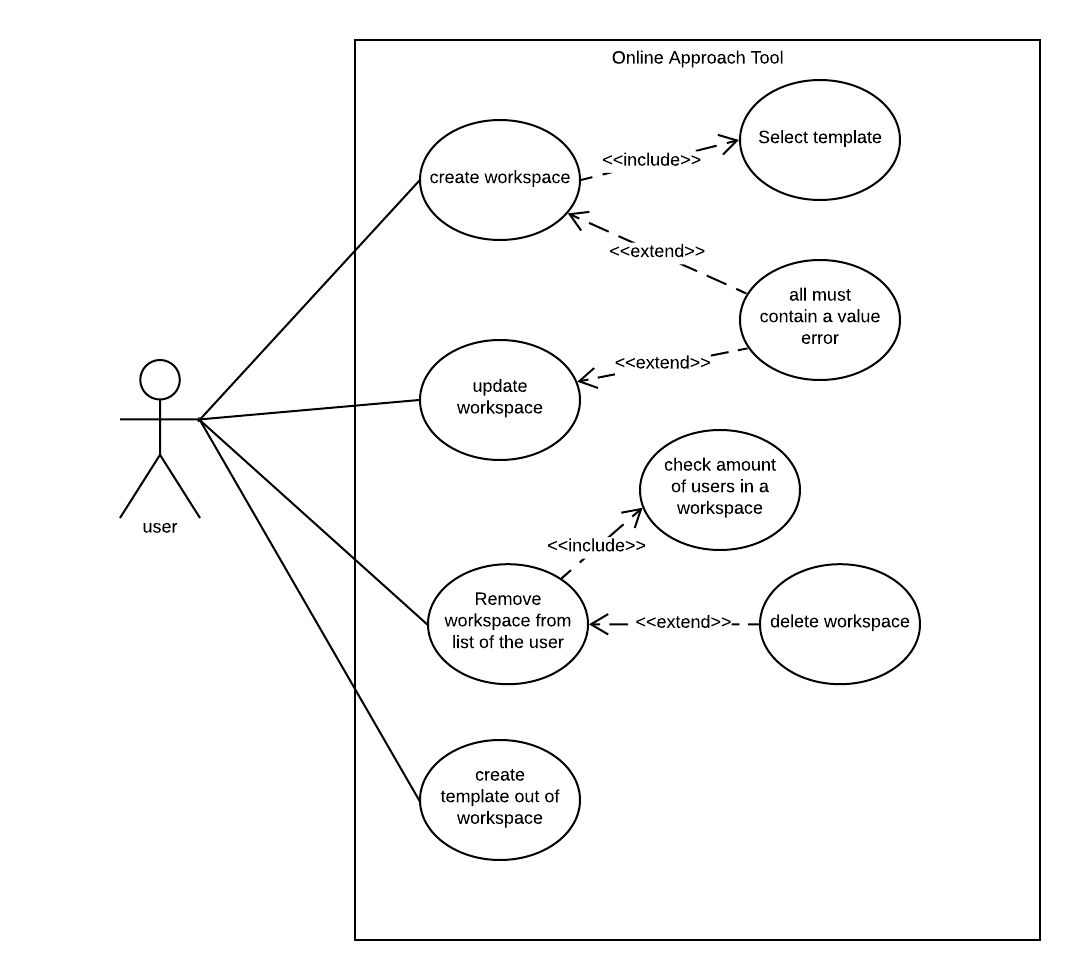 Online Approach Tool
Select template
<<include>>
create workspace
<<extend>>
all must
contain a value
error
<<extend>>
update
workspace
check amount
of users in a
workspace
user
<<include>>
Remove
workspace from
list of the user
<<extend>>
delete workspace
create
template out of
workspace